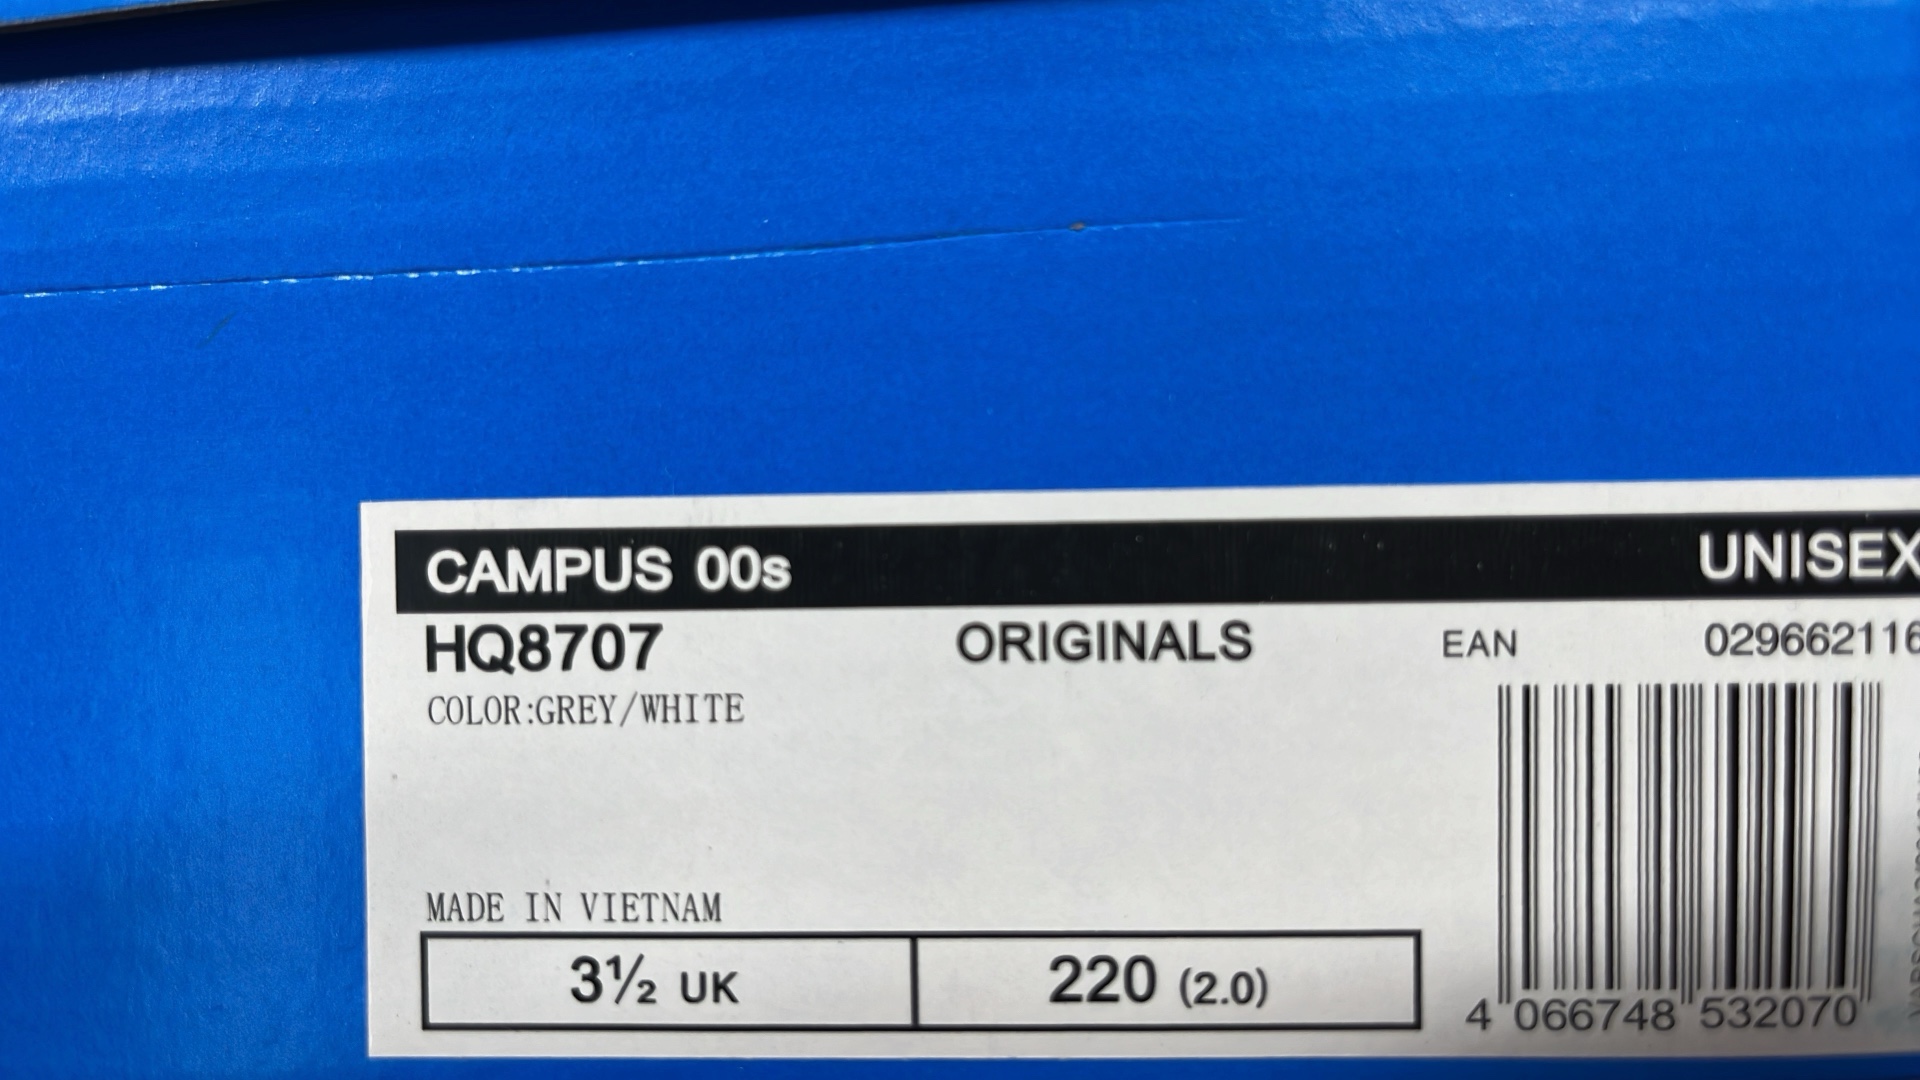 CAMPUS 00s UNISEX
HQ8707 ORIGINALS EAN 029662116
COLOR:GREY/WHITE
MADE IN VIETNAM
3½ UK 220 (2.0)
4 066748 532070